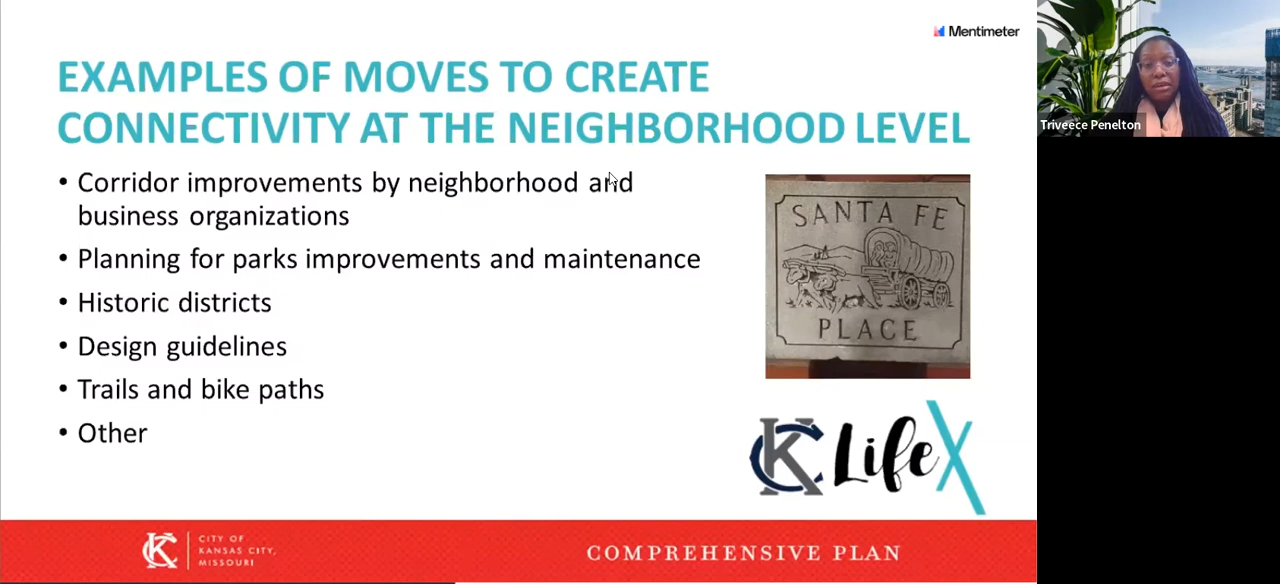 Mentimeter
EXAMPLES OF MOVES TO CREATE
CONNECTIVITY AT THE NEIGHBORHOOD LEVEL
• Corridor improvements by neighborhood and
business organizations
• Planning for parks improvements and maintenance
• Historic districts
• Design guidelines
• Trails and bike paths
• Other
SANTA FE
PLACE
KC LifeX
KC
CITY OF
KANSAS CITY,
MISSOURI
COMPREHENSIVE PLAN
Triveece Penelton